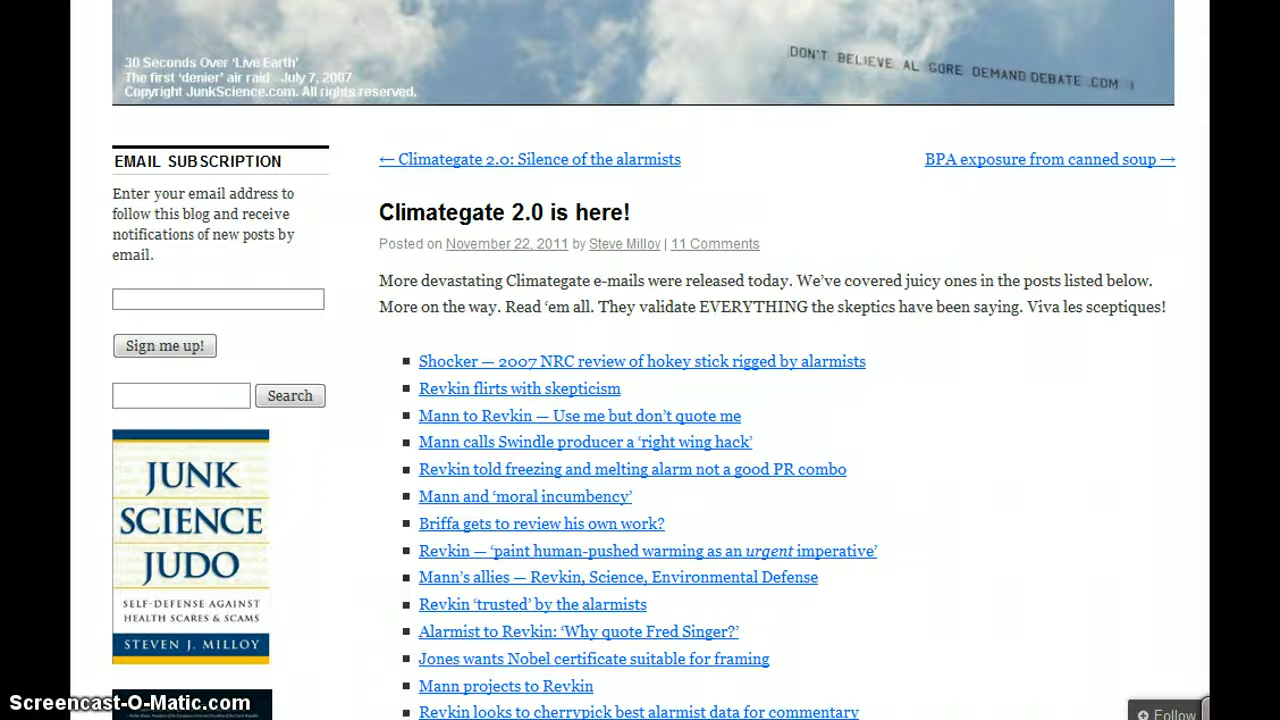 30 Seconds Over 'Live Earth'
The first 'denier' air raid - July 7, 2007
Copyright JunkScience.com. All rights reserved.
DON'T BELIEVE AL GORE DEMAND DEBATE .COM !
EMAIL SUBSCRIPTION
Enter your email address to
follow this blog and receive
notifications of new posts by
email.
Sign me up!
Search
JUNK
SCIENCE
JUDO
SELF-DEFENSE AGAINST
HEALTH SCARES & SCAMS
STEVEN J. MILLOY
← Climategate 2.0: Silence of the alarmists
BPA exposure from canned soup →
Climategate 2.0 is here!
Posted on November 22, 2011 by Steve Milloy | 11 Comments
More devastating Climategate e-mails were released today. We've covered juicy ones in the posts listed below.
More on the way. Read 'em all. They validate EVERYTHING the skeptics have been saying. Viva les sceptiques!
Shocker — 2007 NRC review of hokey stick rigged by alarmists
Revkin flirts with skepticism
Mann to Revkin — Use me but don't quote me
Mann calls Swindle producer a 'right wing hack'
Revkin told freezing and melting alarm not a good PR combo
Mann and 'moral incumbency'
Briffa gets to review his own work?
Revkin — 'paint human-pushed warming as an urgent imperative'
Mann's allies — Revkin, Science, Environmental Defense
Revkin 'trusted' by the alarmists
Alarmist to Revkin: 'Why quote Fred Singer?'
Jones wants Nobel certificate suitable for framing
Mann projects to Revkin
Revkin looks to cherrypick best alarmist data for commentary
Screencast-O-Matic.com
Follow